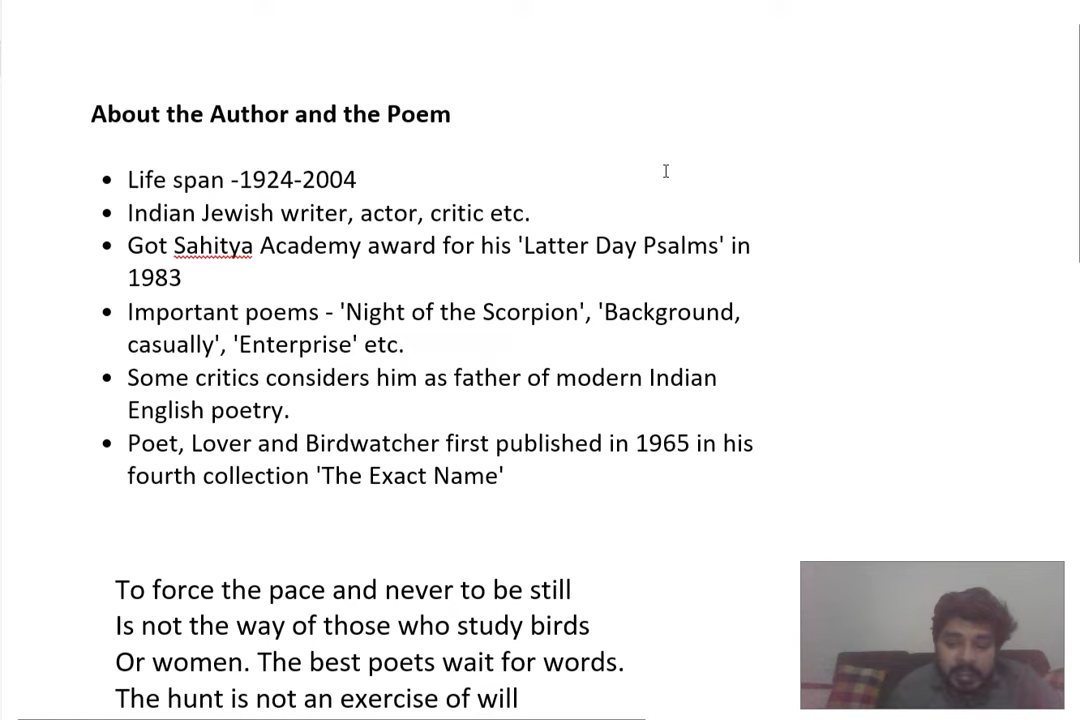 About the Author and the Poem
• Life span -1924-2004
• Indian Jewish writer, actor, critic etc.
• Got Sahitya Academy award for his 'Latter Day Psalms' in
1983
• Important poems - 'Night of the Scorpion', 'Background,
casually', 'Enterprise' etc.
• Some critics considers him as father of modern Indian
English poetry.
• Poet, Lover and Birdwatcher first published in 1965 in his
fourth collection 'The Exact Name'
To force the pace and never to be still
Is not the way of those who study birds
Or women. The best poets wait for words.
The hunt is not an exercise of will